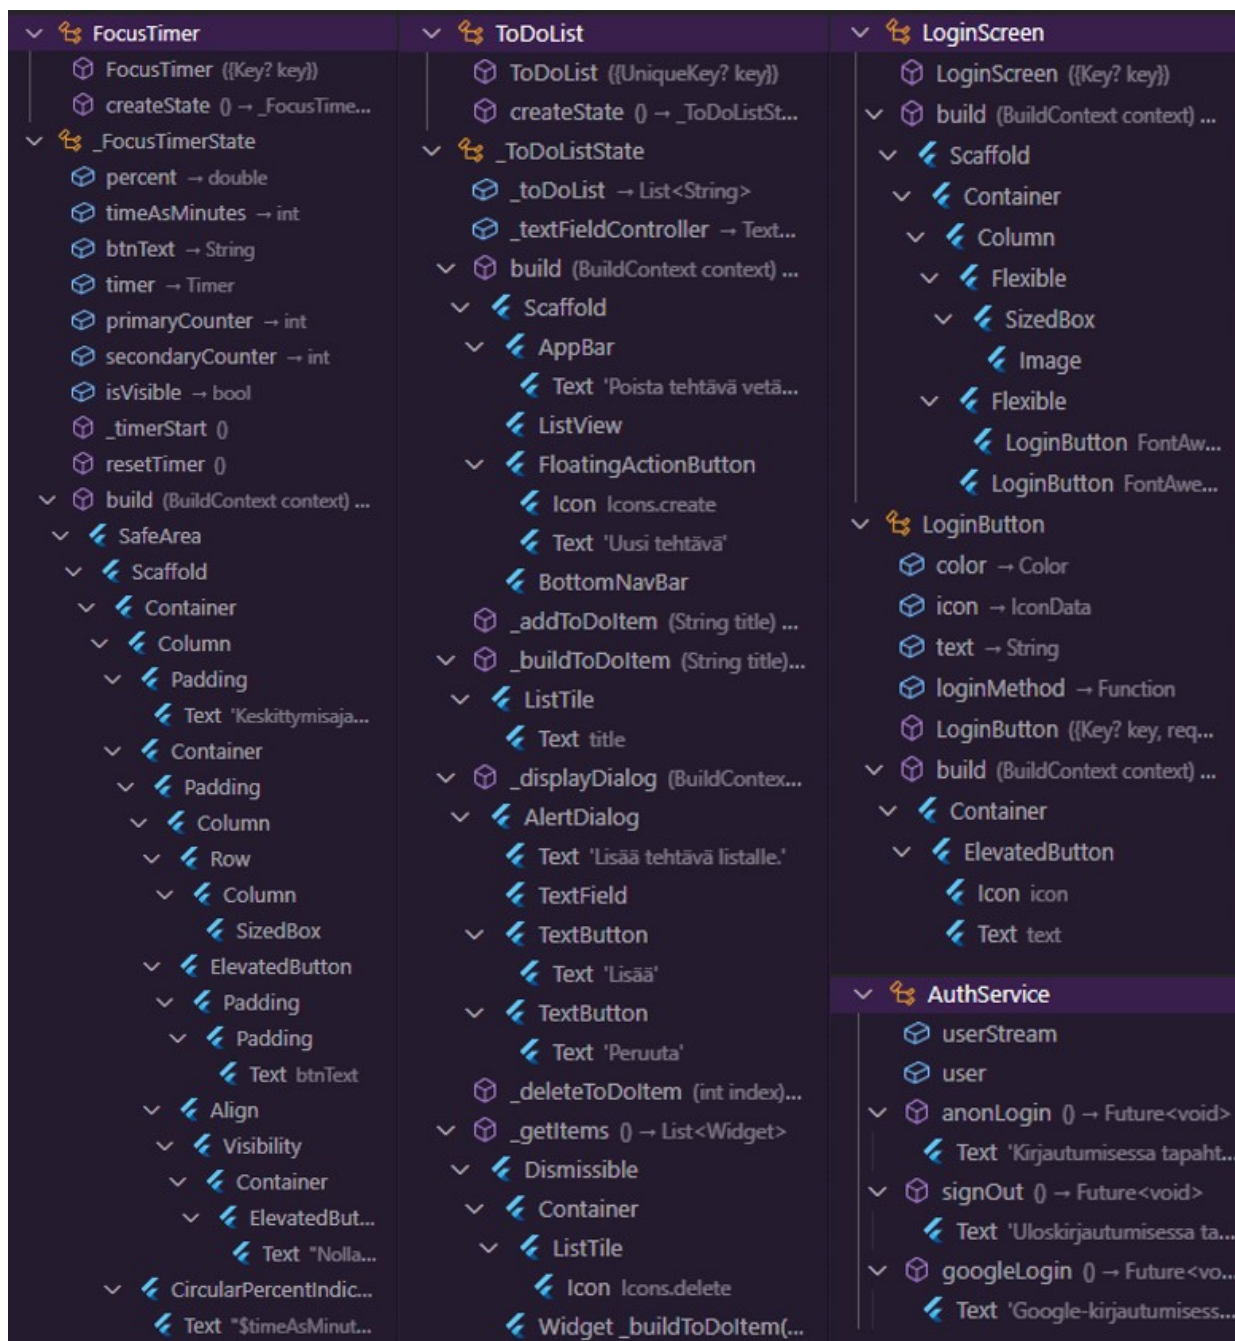 FocusTimer
FocusTimer ({Key? key})
createState () → _FocusTime...
_FocusTimerState
percent → double
timeAsMinutes → int
btnText → String
timer → Timer
primaryCounter → int
secondaryCounter → int
isVisible → bool
_timerStart ()
resetTimer ()
build (BuildContext context) ...
SafeArea
Scaffold
Container
Column
Padding
Text 'Keskittymisaja...
Container
Padding
Column
Row
Column
SizedBox
ElevatedButton
Padding
Padding
Text btnText
Align
Visibility
Container
ElevatedBut...
Text "Nolla...
CircularPercentIndic...
Text "$timeAsMinut...
ToDoList
ToDoList ({UniqueKey? key})
createState () → _ToDoListSt...
_ToDoListState
_toDoList → List<String>
_textFieldController → Text...
build (BuildContext context) ...
Scaffold
AppBar
Text 'Poista tehtävä vetä...
ListView
FloatingActionButton
Icon Icons.create
Text 'Uusi tehtävä'
BottomNavBar
_addToDoItem (String title) ...
_buildToDoItem (String title)...
ListTile
Text title
_displayDialog (BuildContex...
AlertDialog
Text 'Lisää tehtävä listalle.'
TextField
TextButton
Text 'Lisää'
TextButton
Text 'Peruuta'
_deleteToDoItem (int index)...
_getItems () → List<Widget>
Dismissible
Container
ListTile
Icon Icons.delete
Widget _buildToDoItem(...
LoginScreen
LoginScreen ({Key? key})
build (BuildContext context) ...
Scaffold
Container
Column
Flexible
SizedBox
Image
Flexible
LoginButton FontAw...
LoginButton FontAwe...
LoginButton
color → Color
icon → IconData
text → String
loginMethod → Function
LoginButton ({Key? key, req...
build (BuildContext context) ...
Container
ElevatedButton
Icon icon
Text text
AuthService
userStream
user
anonLogin () → Future<void>
Text 'Kirjautumisessa tapaht...
signOut () → Future<void>
Text 'Uloskirjautumisessa ta...
googleLogin () → Future<vo...
Text 'Google-kirjautumisess...